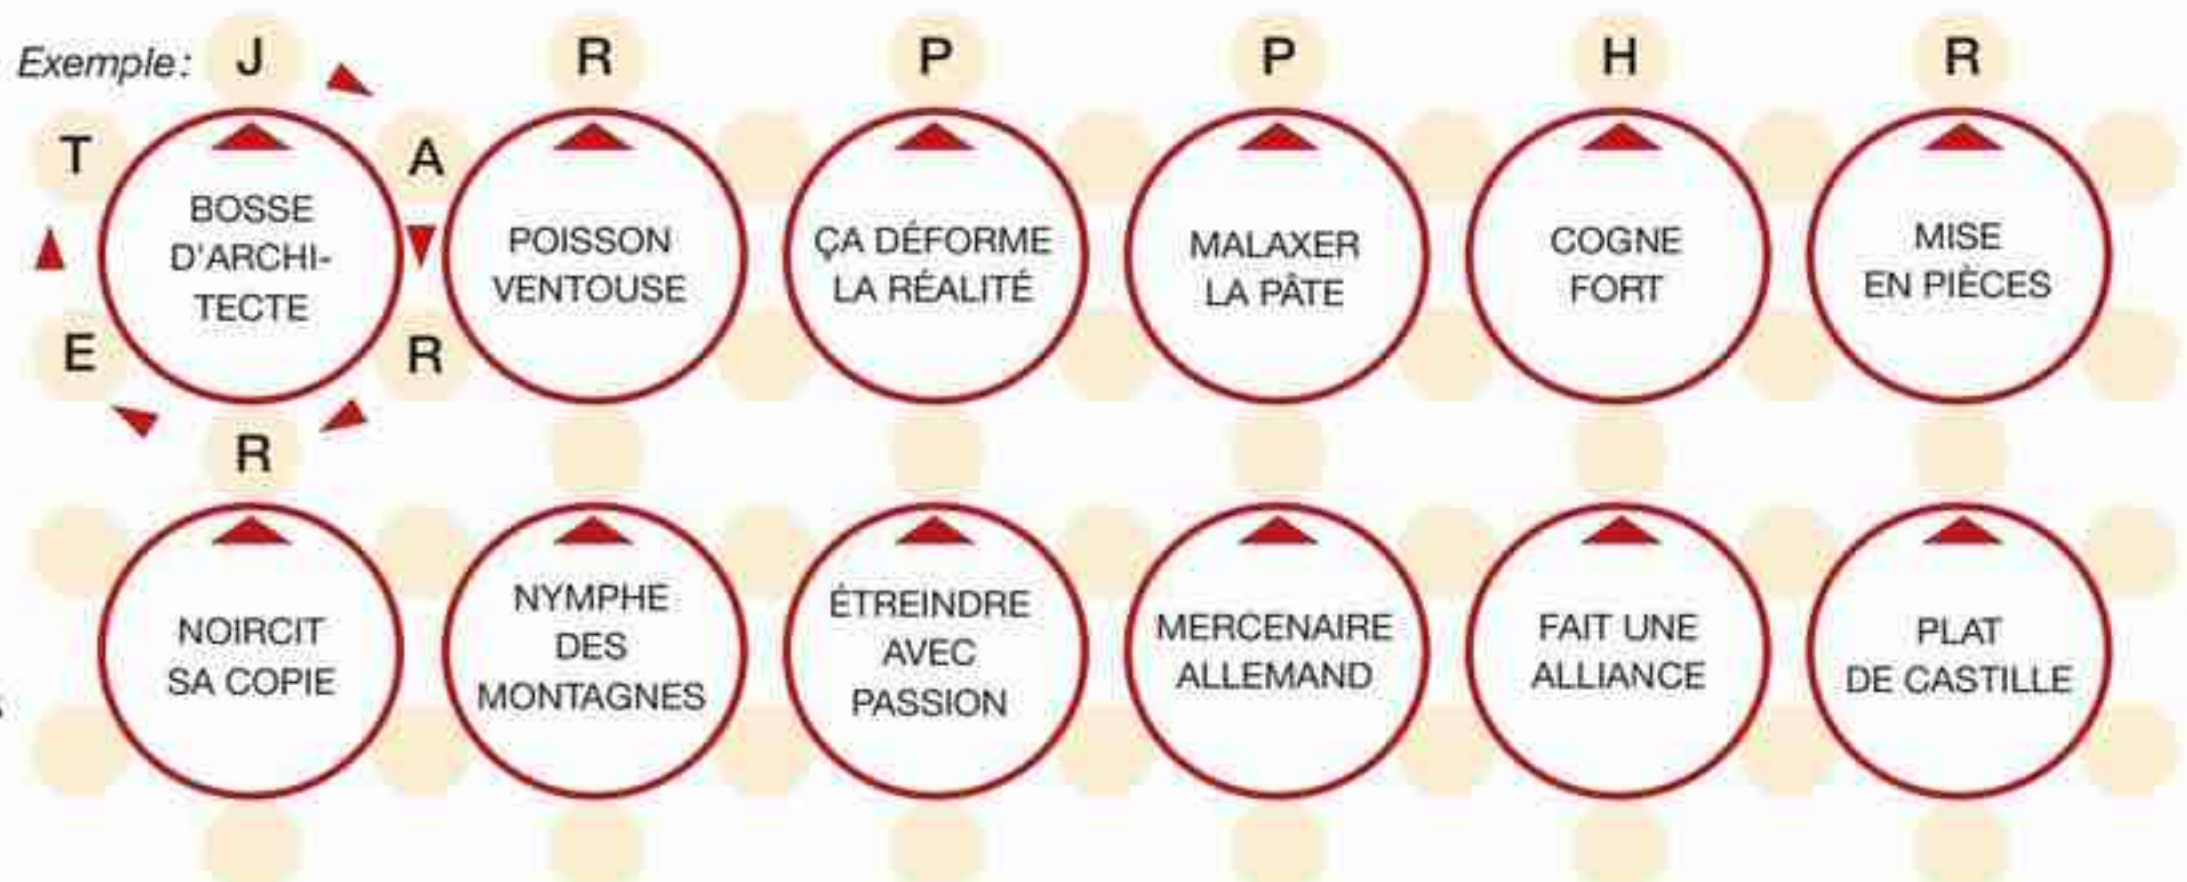 Exemple: J R P P H R
T A
BOSSE
D'ARCHI-
TECTE
POISSON
VENTOUSE
ÇA DÉFORME
LA RÉALITÉ
MALAXER
LA PÂTE
COGNE
FORT
MISE
EN PIÈCES
E R
R
NOIRCIT
SA COPIE
NYMPHE
DES
MONTAGNES
ÉTREINDRE
AVEC
PASSION
MERCENAIRE
ALLEMAND
FAIT UNE
ALLIANCE
PLAT
DE CASTILLE